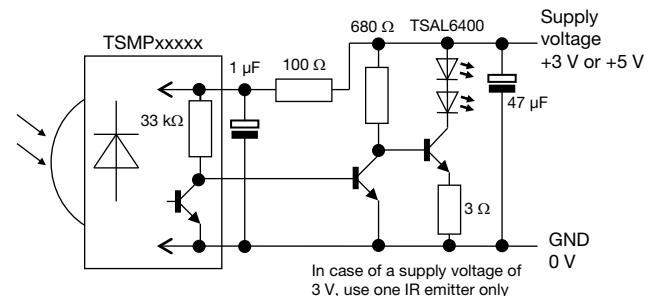 TSMPxxxxx
680 Ω
TSAL6400
Supply
voltage
+3 V or +5 V
100 Ω
1 µF
33 kΩ
47 µF
3 Ω
GND
0 V
In case of a supply voltage of
3 V, use one IR emitter only